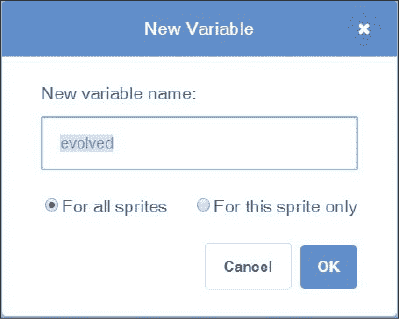 New Variable
New variable name:
evolved
For all sprites
For this sprite only
Cancel
OK